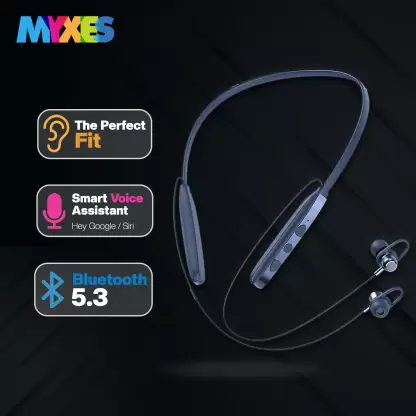 MYXES
The Perfect
Fit
Smart Voice
Assistant
Hey Google / Siri
Bluetooth
5.3